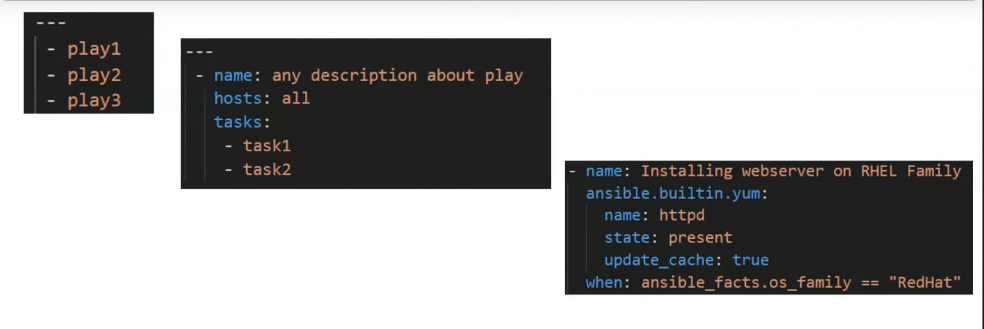 ---
- play1
- play2
- play3
---
- name: any description about play
  hosts: all
  tasks:
   - task1
   - task2
- name: Installing webserver on RHEL Family
  ansible.builtin.yum:
    name: httpd
    state: present
    update_cache: true
  when: ansible_facts.os_family == "RedHat"